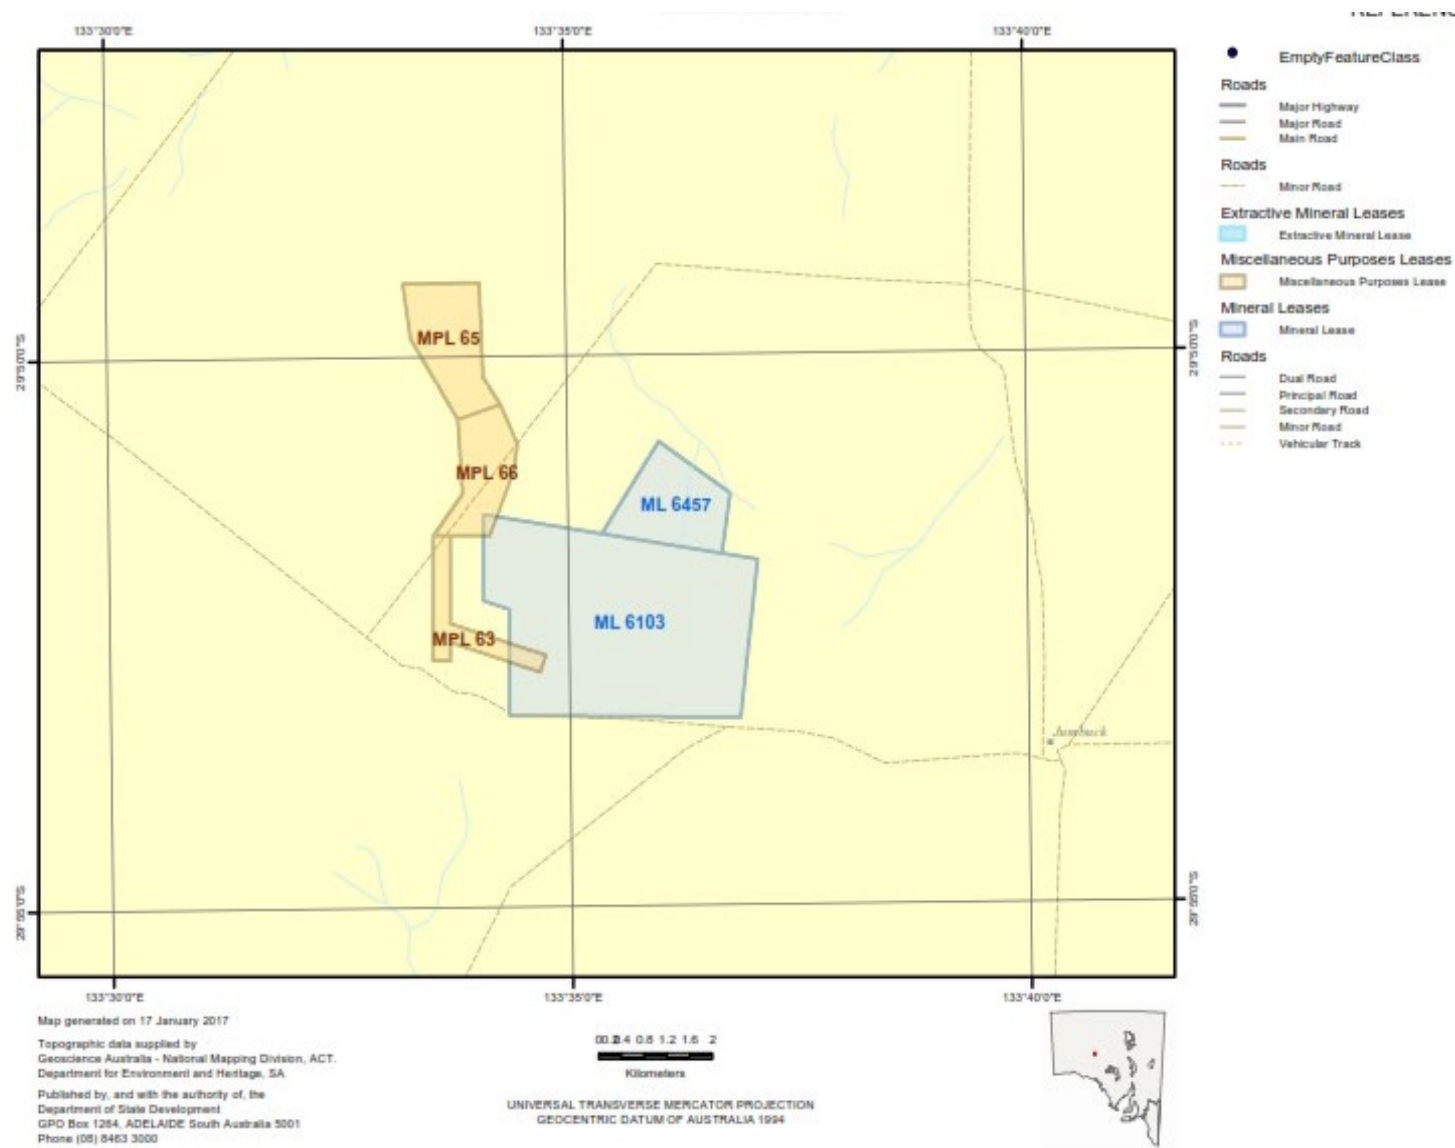 133°30'0"E 133°35'0"E 133°40'0"E
EmptyFeatureClass
Roads
Major Highway
Major Road
Main Road
Roads
Minor Road
Extractive Mineral Leases
Extractive Mineral Lease
Miscellaneous Purposes Leases
Miscellaneous Purposes Lease
Mineral Leases
Mineral Lease
Roads
Dual Road
Principal Road
Secondary Road
Minor Road
Vehicular Track
MPL 65
29°50'0"S
29°50'0"S
MPL 66
ML 6457
ML 6103
MPL 63
Jumbuck
29°55'0"S
29°55'0"S
133°30'0"E 133°35'0"E 133°40'0"E
Map generated on 17 January 2017
Topographic data supplied by
Geoscience Australia - National Mapping Division, ACT.
Department for Environment and Heritage, SA
Published by, and with the authority of, the
Department of State Development
GPO Box 1264, ADELAIDE South Australia 5001
Phone (08) 8463 3000
0 0.2 0.4 0.8 1.2 1.6 2
Kilometers
UNIVERSAL TRANSVERSE MERCATOR PROJECTION
GEOCENTRIC DATUM OF AUSTRALIA 1994